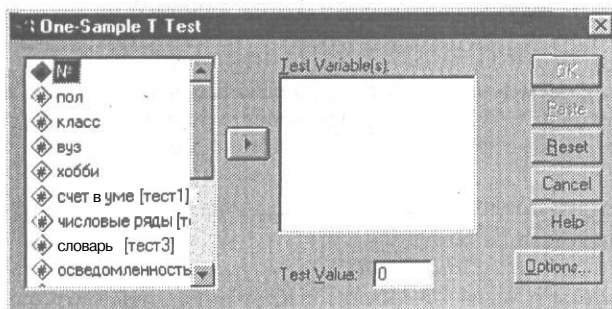 One-Sample T Test
№
пол
класс
вуз
хобби
счет в уме [тест1]
числовые ряды [т
словарь [тест3]
осведомленность
Test Variable(s):
Test Value: 0
OK
Paste
Reset
Cancel
Help
Options...